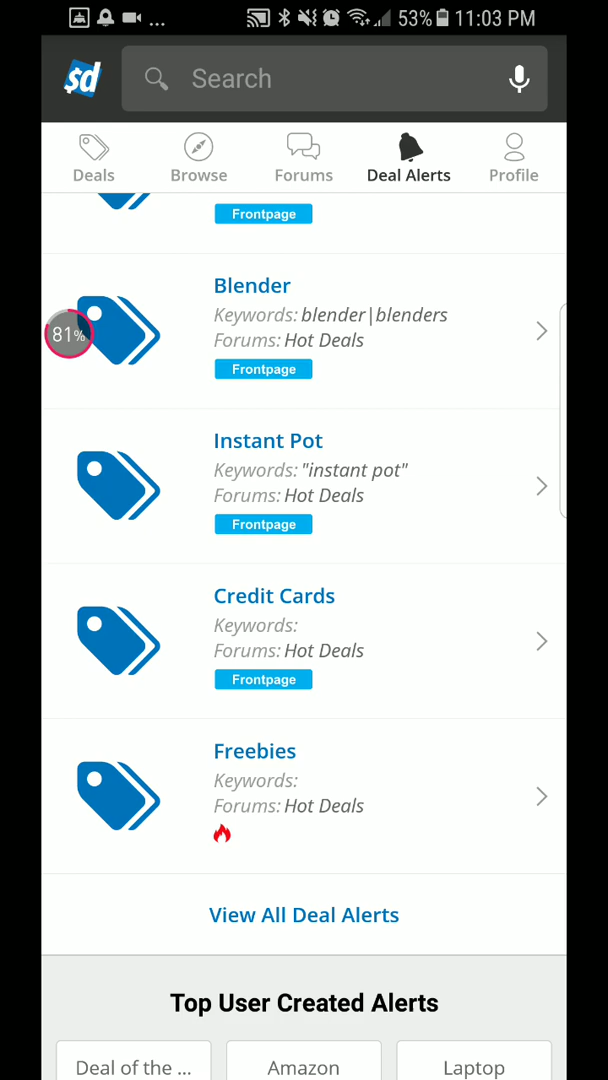 ... 53% 11:03 PM
sd Search
Deals Browse Forums Deal Alerts Profile
Frontpage
Blender
Keywords: blender|blenders
81%
Forums: Hot Deals
Frontpage
Instant Pot
Keywords: "instant pot"
Forums: Hot Deals
Frontpage
Credit Cards
Keywords:
Forums: Hot Deals
Frontpage
Freebies
Keywords:
Forums: Hot Deals
View All Deal Alerts
Top User Created Alerts
Deal of the ... Amazon Laptop